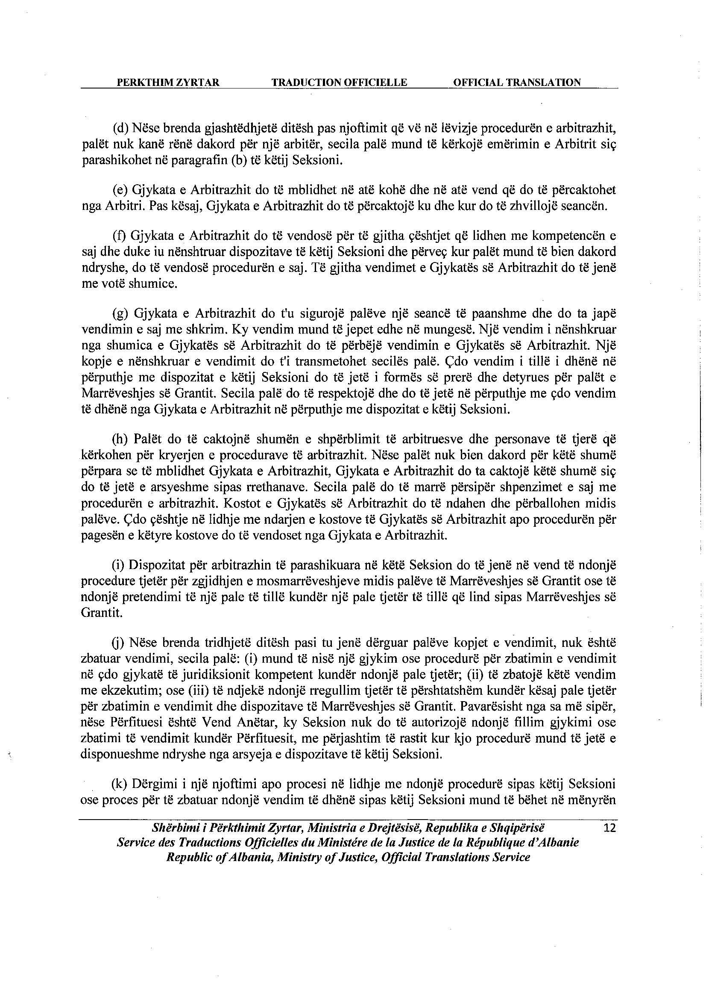 PERKTHIM ZYRTAR TRADUCTION OFFICIELLE OFFICIAL TRANSLATION
(d) Nëse brenda gjashtëdhjetë ditësh pas njoftimit që vë në lëvizje procedurën e arbitrazhit,
palët nuk kanë rënë dakord për një arbitër, secila palë mund të kërkojë emërimin e Arbitrit siç
parashikohet në paragrafin (b) të këtij Seksioni.
(e) Gjykata e Arbitrazhit do të mblidhet në atë kohë dhe në atë vend që do të përcaktohet
nga Arbitri. Pas kësaj, Gjykata e Arbitrazhit do të përcaktojë ku dhe kur do të zhvillojë seancën.
(f) Gjykata e Arbitrazhit do të vendosë për të gjitha çështjet që lidhen me kompetencën e
saj dhe duke iu nënshtruar dispozitave të këtij Seksioni dhe përveç kur palët mund të bien dakord
ndryshe, do të vendosë procedurën e saj. Të gjitha vendimet e Gjykatës së Arbitrazhit do të jenë
me votë shumice.
(g) Gjykata e Arbitrazhit do t'u sigurojë palëve një seancë të paanshme dhe do ta japë
vendimin e saj me shkrim. Ky vendim mund të jepet edhe në mungesë. Një vendim i nënshkruar
nga shumica e Gjykatës së Arbitrazhit do të përbëjë vendimin e Gjykatës së Arbitrazhit. Një
kopje e nënshkruar e vendimit do t'i transmetohet secilës palë. Çdo vendim i tillë i dhënë në
përputhje me dispozitat e këtij Seksioni do të jetë i formës së prerë dhe detyrues për palët e
Marrëveshjes së Grantit. Secila palë do të respektojë dhe do të jetë në përputhje me çdo vendim
të dhënë nga Gjykata e Arbitrazhit në përputhje me dispozitat e këtij Seksioni.
(h) Palët do të caktojnë shumën e shpërblimit të arbitruesve dhe personave të tjerë që
kërkohen për kryerjen e procedurave të arbitrazhit. Nëse palët nuk bien dakord për këtë shumë
përpara se të mblidhet Gjykata e Arbitrazhit, Gjykata e Arbitrazhit do ta caktojë këtë shumë siç
do të jetë e arsyeshme sipas rrethanave. Secila palë do të marrë përsipër shpenzimet e saj me
procedurën e arbitrazhit. Kostot e Gjykatës së Arbitrazhit do të ndahen dhe përballohen midis
palëve. Çdo çështje në lidhje me ndarjen e kostove të Gjykatës së Arbitrazhit apo procedurën për
pagesën e këtyre kostove do të vendoset nga Gjykata e Arbitrazhit.
(i) Dispozitat për arbitrazhin të parashikuara në këtë Seksion do të jenë në vend të ndonjë
procedure tjetër për zgjidhjen e mosmarrëveshjeve midis palëve të Marrëveshjes së Grantit ose të
ndonjë pretendimi të një pale të tillë kundër një pale tjetër të tillë që lind sipas Marrëveshjes së
Grantit.
(j) Nëse brenda tridhjetë ditësh pasi tu jenë dërguar palëve kopjet e vendimit, nuk është
zbatuar vendimi, secila palë: (i) mund të nisë një gjykim ose procedurë për zbatimin e vendimit
në çdo gjykatë të juridiksionit kompetent kundër ndonjë pale tjetër; (ii) të zbatojë këtë vendim
me ekzekutim; ose (iii) të ndjekë ndonjë rregullim tjetër të përshtatshëm kundër kësaj pale tjetër
për zbatimin e vendimit dhe dispozitave të Marrëveshjes së Grantit. Pavarësisht nga sa më sipër,
nëse Përfituesi është Vend Anëtar, ky Seksion nuk do të autorizojë ndonjë fillim gjykimi ose
zbatimi të vendimit kundër Përfituesit, me përjashtim të rastit kur kjo procedurë mund të jetë e
disponueshme ndryshe nga arsyeja e dispozitave të këtij Seksioni.
(k) Dërgimi i një njoftimi apo procesi në lidhje me ndonjë procedurë sipas këtij Seksioni
ose proces për të zbatuar ndonjë vendim të dhënë sipas këtij Seksioni mund të bëhet në mënyrën
Shërbimi i Përkthimit Zyrtar, Ministria e Drejtësisë, Republika e Shqipërisë 12
Service des Traductions Officielles du Ministére de la Justice de la République d'Albanie
Republic of Albania, Ministry of Justice, Official Translations Service